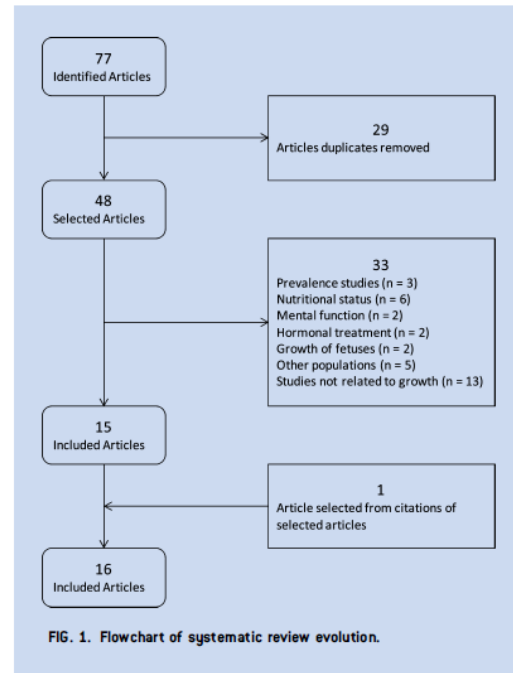 77
Identified Articles
29
Articles duplicates removed
48
Selected Articles
33
Prevalence studies (n = 3)
Nutritional status (n = 6)
Mental function (n = 2)
Hormonal treatment (n = 2)
Growth of fetuses (n = 2)
Other populations (n = 5)
Studies not related to growth (n = 13)
15
Included Articles
1
Article selected from citations of
selected articles
16
Included Articles
FIG. 1. Flowchart of systematic review evolution.